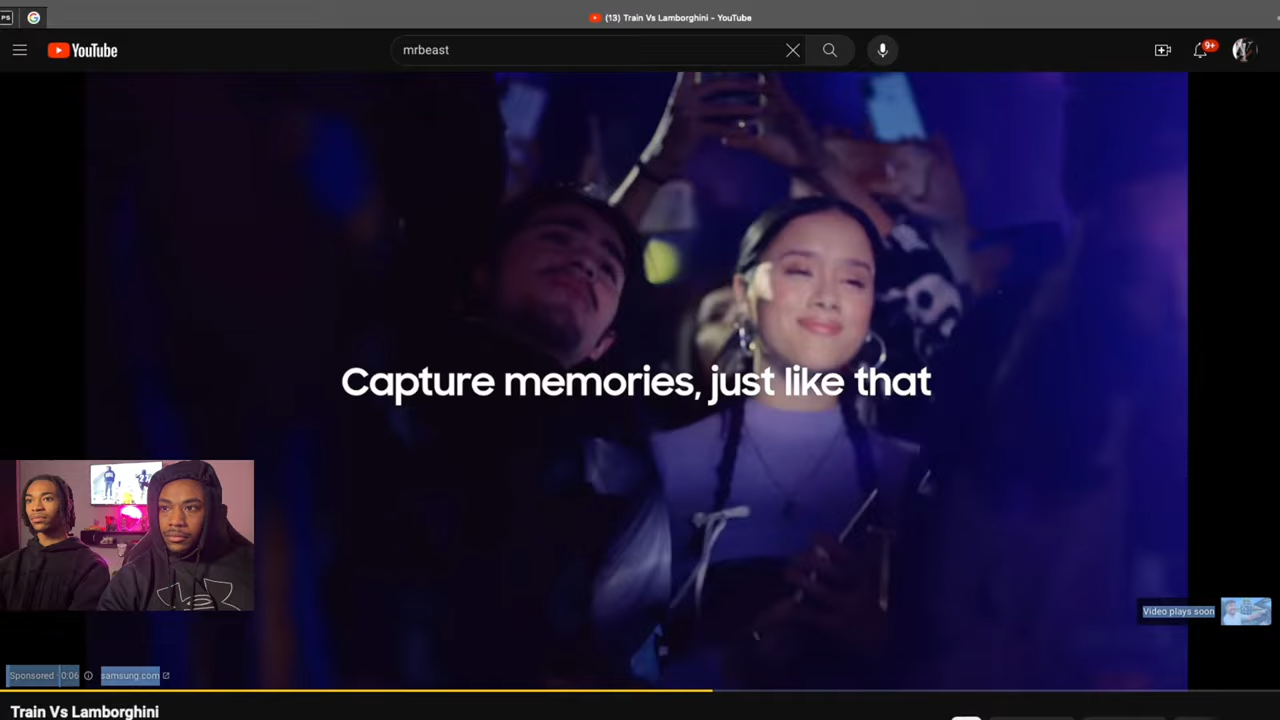 PS
(13) Train Vs Lamborghini - YouTube
YouTube
mrbeast
9+
Capture memories, just like that
Video plays soon
Sponsored · 0:06
samsung.com
Train Vs Lamborghini